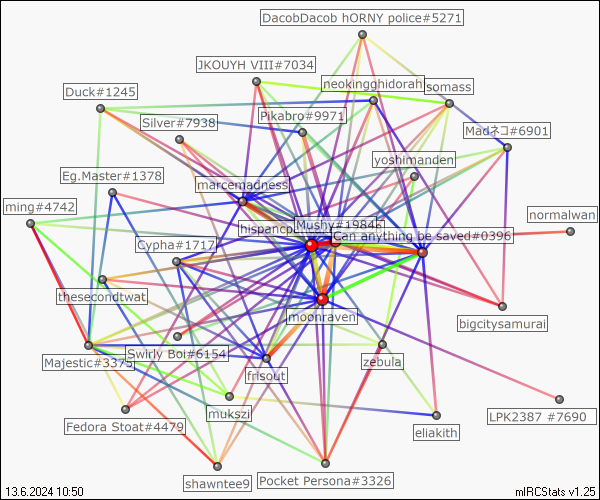 DacobDacob hORNY police#5271
JKOUYH VIII#7034
neokingghidorah
somass
Duck#1245
Pikabro#9971
Silver#7938
Madネコ#6901
yoshimanden
Eg.Master#1378
marcemadness
ming#4742
normalwan
Mushy#1984
hispancp
Can anything be saved#0396
Cypha#1717
thesecondtwat
moonraven
bigcitysamurai
Swirly Boi#6154
Majestic#3375
zebula
frisout
mukszi
LPK2387 #7690
Fedora Stoat#4479
eliakith
shawntee9
Pocket Persona#3326
13.6.2024 10:50
mIRCStats v1.25